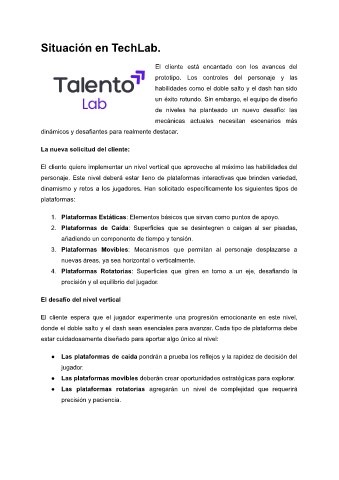 Situación en TechLab.
Talento
Lab
El cliente está encantado con los avances del
prototipo. Los controles del personaje y las
habilidades como el doble salto y el dash han sido
un éxito rotundo. Sin embargo, el equipo de diseño
de niveles ha planteado un nuevo desafío: las
mecánicas actuales necesitan escenarios más
dinámicos y desafiantes para realmente destacar.
La nueva solicitud del cliente:
El cliente quiere implementar un nivel vertical que aproveche al máximo las habilidades del
personaje. Este nivel deberá estar lleno de plataformas interactivas que brinden variedad,
dinamismo y retos a los jugadores. Han solicitado específicamente los siguientes tipos de
plataformas:
1. Plataformas Estáticas: Elementos básicos que sirvan como puntos de apoyo.
2. Plataformas de Caída: Superficies que se desintegren o caigan al ser pisadas,
añadiendo un componente de tiempo y tensión.
3. Plataformas Movibles: Mecanismos que permitan al personaje desplazarse a
nuevas áreas, ya sea horizontal o verticalmente.
4. Plataformas Rotatorias: Superficies que giren en torno a un eje, desafiando la
precisión y el equilibrio del jugador.
El desafío del nivel vertical
El cliente espera que el jugador experimente una progresión emocionante en este nivel,
donde el doble salto y el dash sean esenciales para avanzar. Cada tipo de plataforma debe
estar cuidadosamente diseñado para aportar algo único al nivel:
● Las plataformas de caída pondrán a prueba los reflejos y la rapidez de decisión del
jugador.
● Las plataformas movibles deberán crear oportunidades estratégicas para explorar.
● Las plataformas rotatorias agregarán un nivel de complejidad que requerirá
precisión y paciencia.